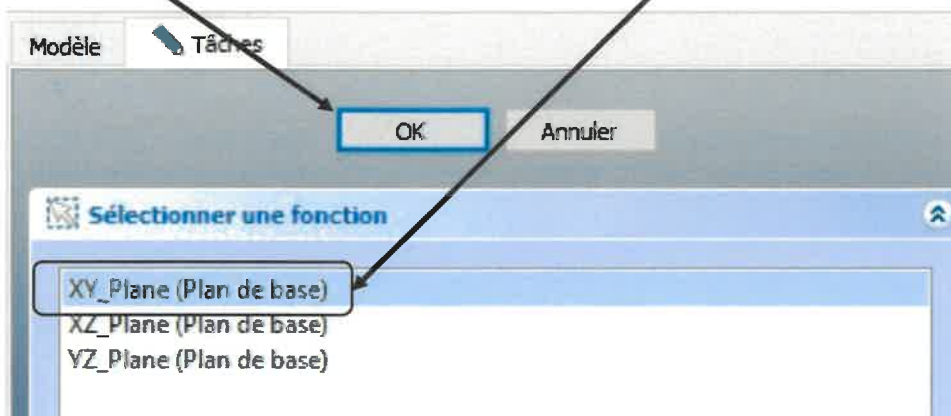 Modèle Tâches
OK Annuler
Sélectionner une fonction
XY_Plane (Plan de base)
XZ_Plane (Plan de base)
YZ_Plane (Plan de base)